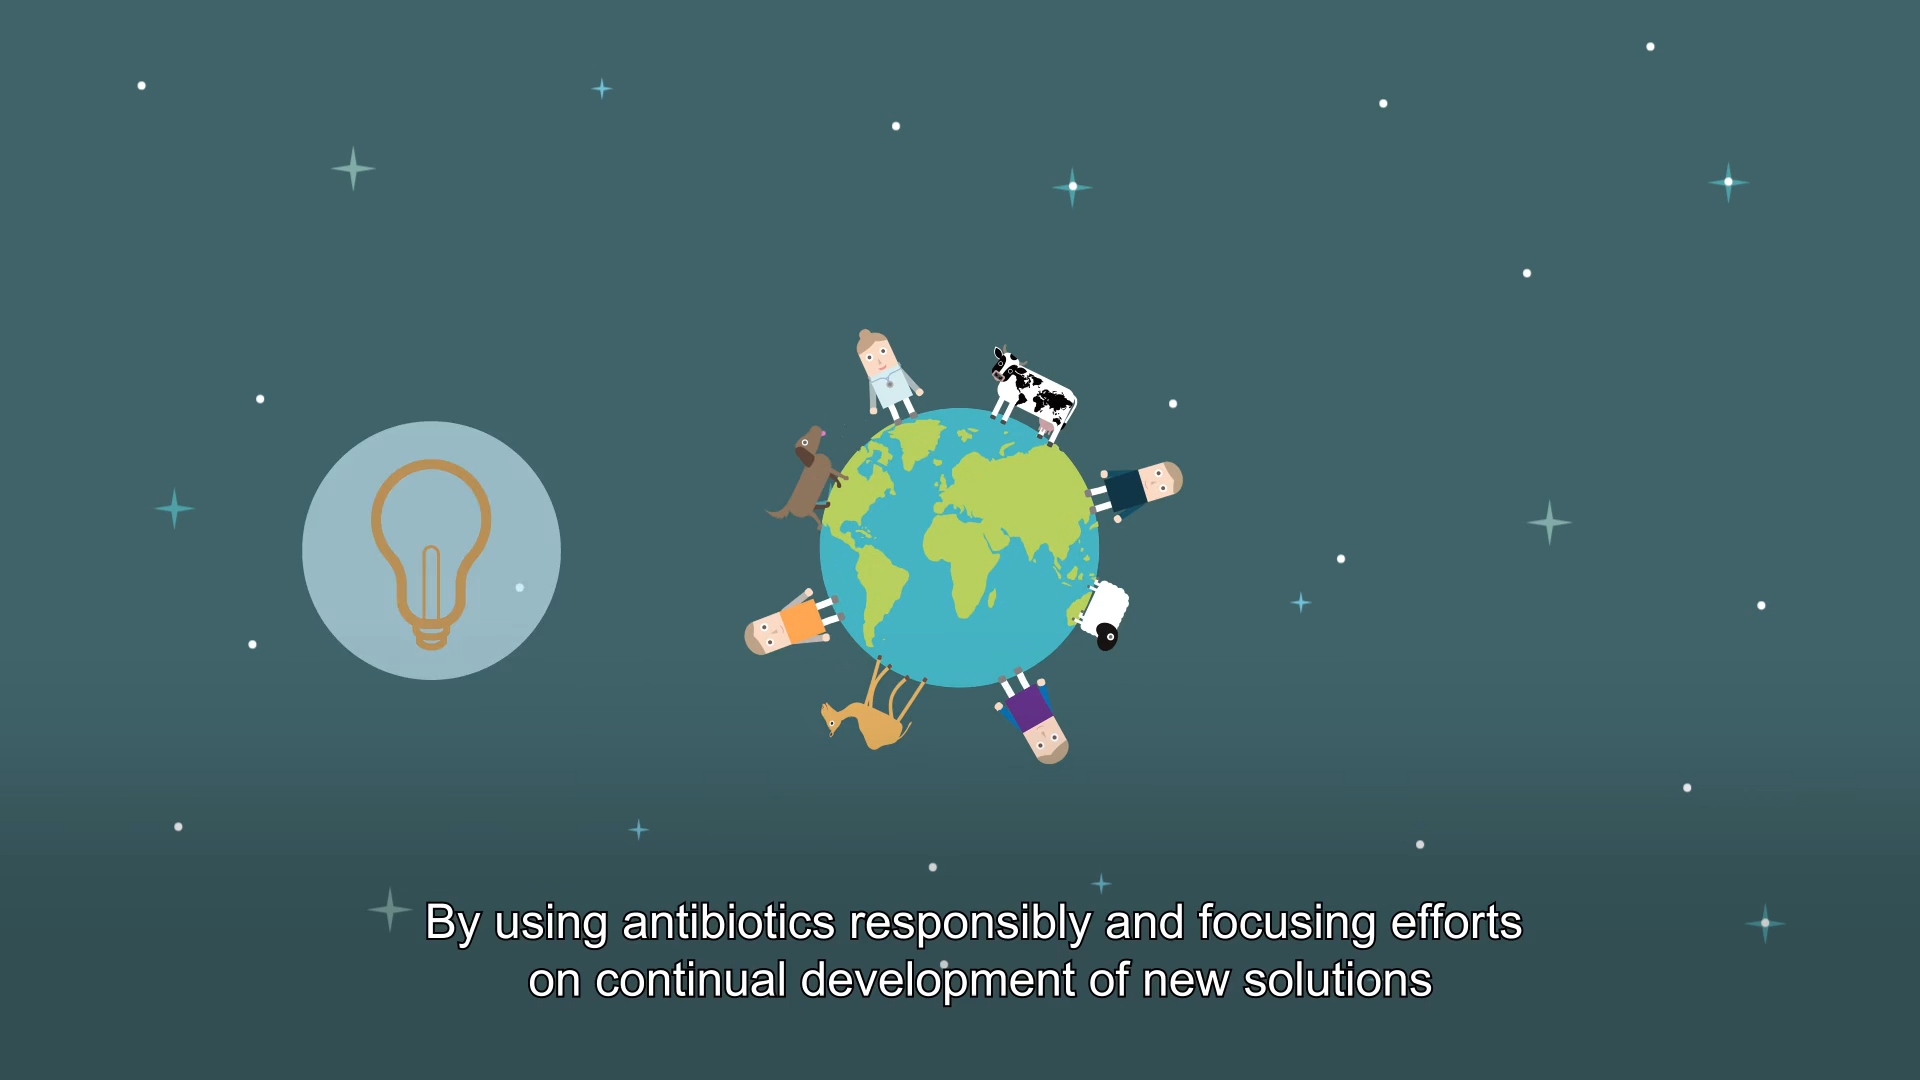 By using antibiotics responsibly and focusing efforts
on continual development of new solutions